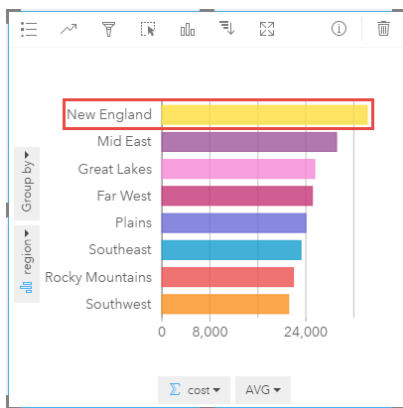 New England
Mid East
Great Lakes
Far West
Plains
Southeast
Rocky Mountains
Southwest
0 8,000 24,000
Group by
region
Σ cost AVG